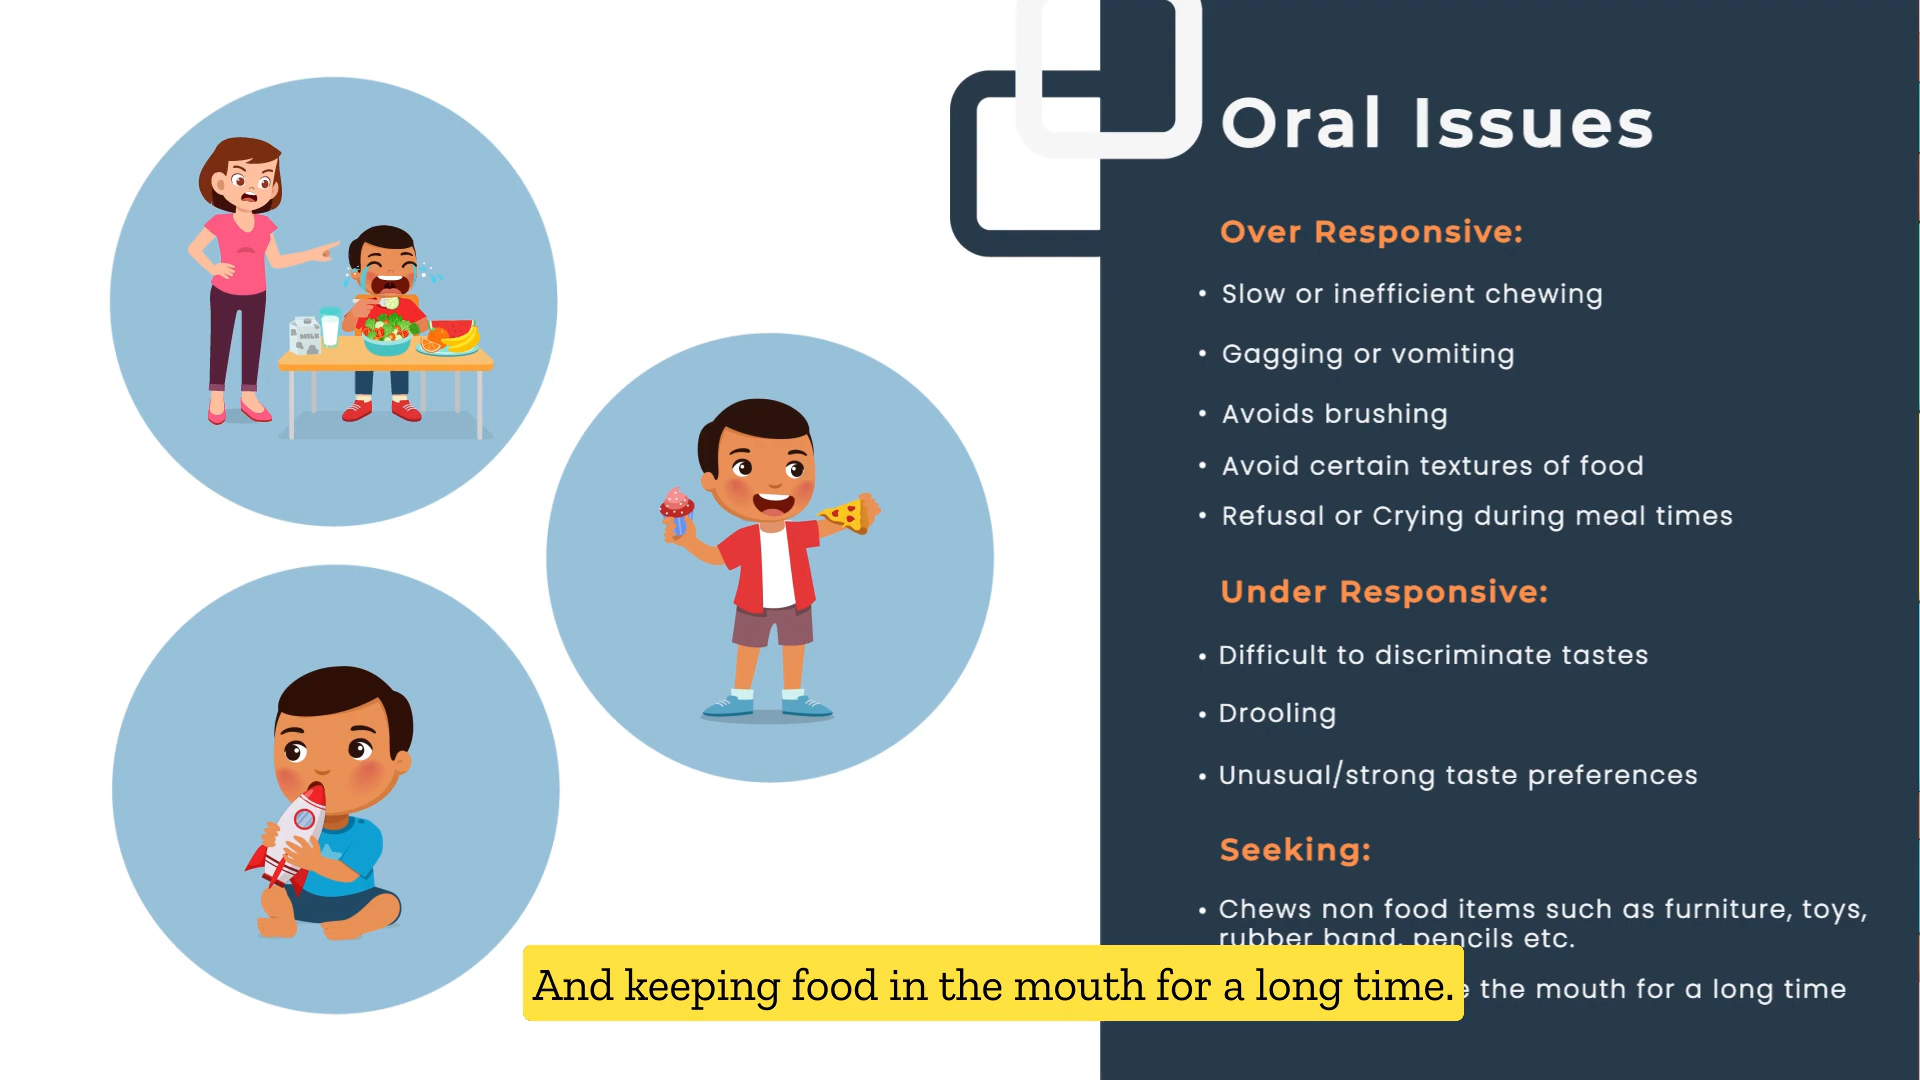 Oral Issues
Over Responsive:
• Slow or inefficient chewing
• Gagging or vomiting
• Avoids brushing
• Avoid certain textures of food
• Refusal or Crying during meal times
Under Responsive:
• Difficult to discriminate tastes
• Drooling
• Unusual/strong taste preferences
Seeking:
• Chews non food items such as furniture, toys,
rubber band, pencils etc.
the mouth for a long time
And keeping food in the mouth for a long time.
MILK